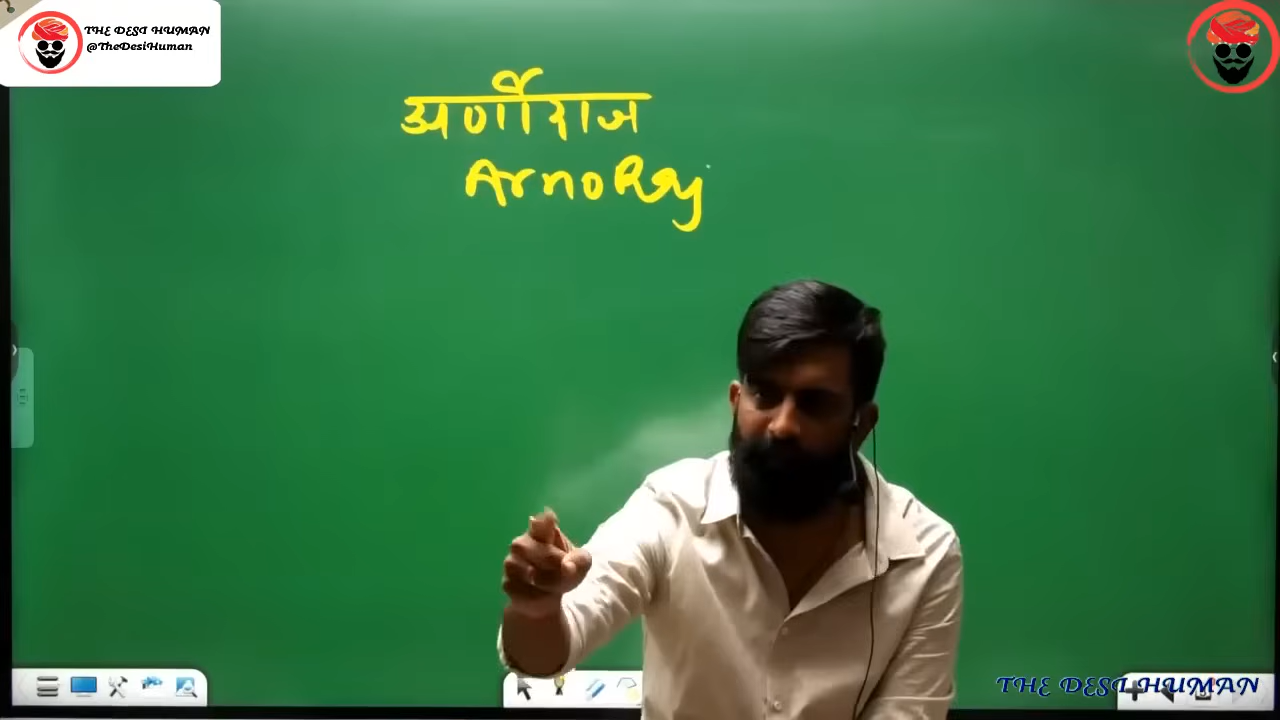 THE DESI HUMAN
@TheDesiHuman
अर्णोराज
ArnoRaj
THE DESI HUMAN